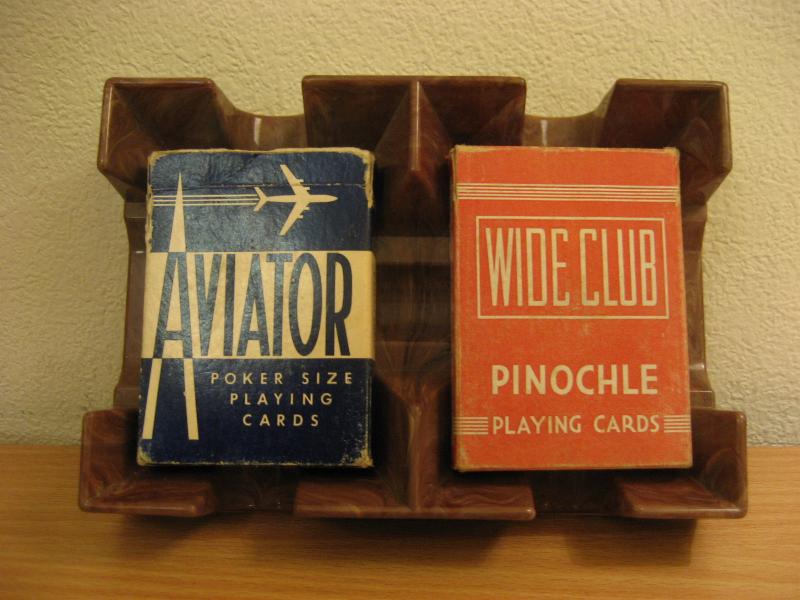 AVIATOR
POKER SIZE
PLAYING
CARDS
WIDE CLUB
PINOCHLE
PLAYING CARDS